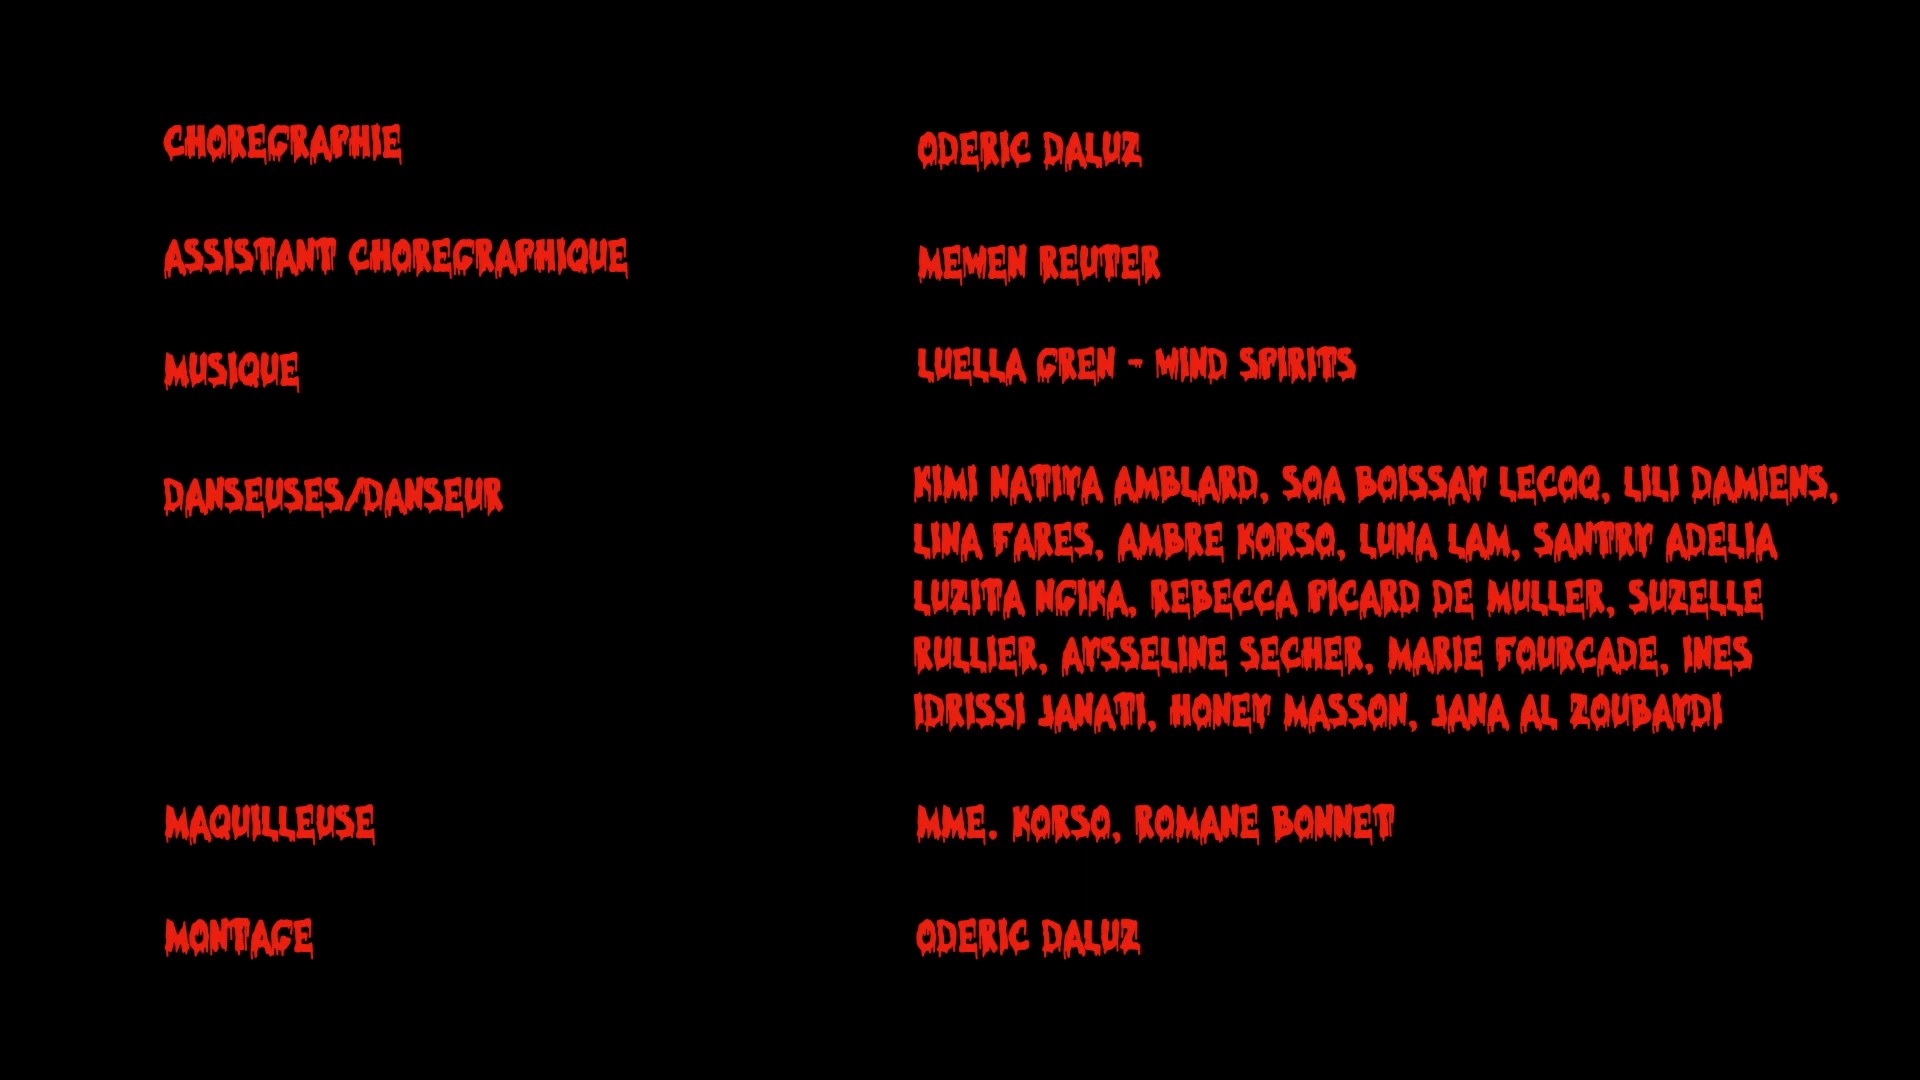 CHOREGRAPHIE ODERIC DALUZ
ASSISTANT CHOREGRAPHIQUE MEWEN REUTER
MUSIQUE LUELLA GREN - WIND SPIRITS
DANSEUSES/DANSEUR KIMI NATIYA AMBLARD, SOA BOISSAY LECOQ, LILI DAMIENS,
LINA FARES, AMBRE KORSO, LUNA LAM, SANTRY ADELIA
LUZITA NGIKA, REBECCA PICARD DE MULLER, SUZELLE
RULLIER, AYSSELINE SECHER, MARIE FOURCADE, INES
IDRISSI JANATI, HONEY MASSON, JANA AL ZOUBAYDI
MAQUILLEUSE MME. KORSO, ROMANE BONNET
MONTAGE ODERIC DALUZ